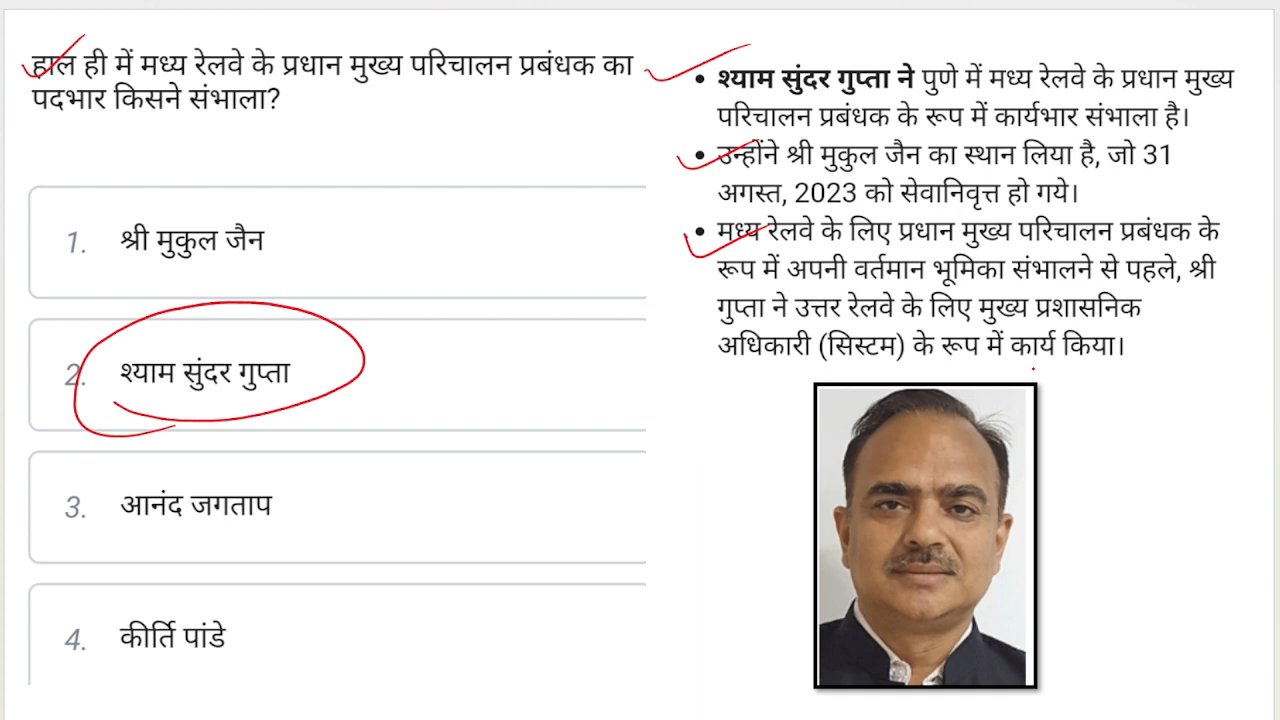 हाल ही में मध्य रेलवे के प्रधान मुख्य परिचालन प्रबंधक का
पदभार किसने संभाला?
1. श्री मुकुल जैन
2. श्याम सुंदर गुप्ता
3. आनंद जगताप
4. कीर्ति पांडे
• श्याम सुंदर गुप्ता ने पुणे में मध्य रेलवे के प्रधान मुख्य
परिचालन प्रबंधक के रूप में कार्यभार संभाला है।
• उन्होंने श्री मुकुल जैन का स्थान लिया है, जो 31
अगस्त, 2023 को सेवानिवृत्त हो गये।
• मध्य रेलवे के लिए प्रधान मुख्य परिचालन प्रबंधक के
रूप में अपनी वर्तमान भूमिका संभालने से पहले, श्री
गुप्ता ने उत्तर रेलवे के लिए मुख्य प्रशासनिक
अधिकारी (सिस्टम) के रूप में कार्य किया।